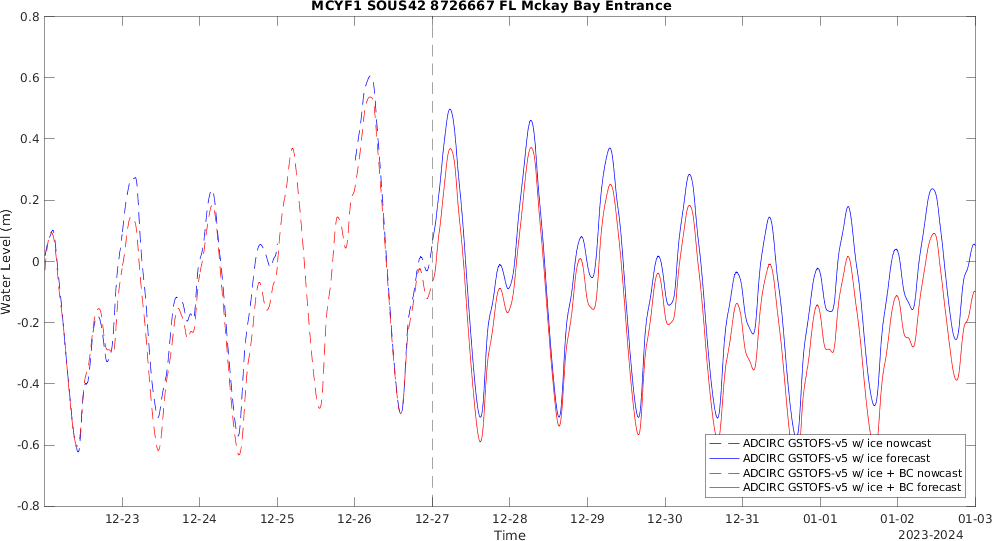 MCYF1 SOUS42 8726667 FL Mckay Bay Entrance
0.8
0.6
0.4
0.2
0
-0.2
-0.4
-0.6
-0.8
Water Level (m)
12-23 12-24 12-25 12-26 12-27 12-28 12-29 12-30 12-31 01-01 01-02 01-03
Time
2023-2024
ADCIRC GSTOFS-v5 w/ ice nowcast
ADCIRC GSTOFS-v5 w/ ice forecast
ADCIRC GSTOFS-v5 w/ ice + BC nowcast
ADCIRC GSTOFS-v5 w/ ice + BC forecast